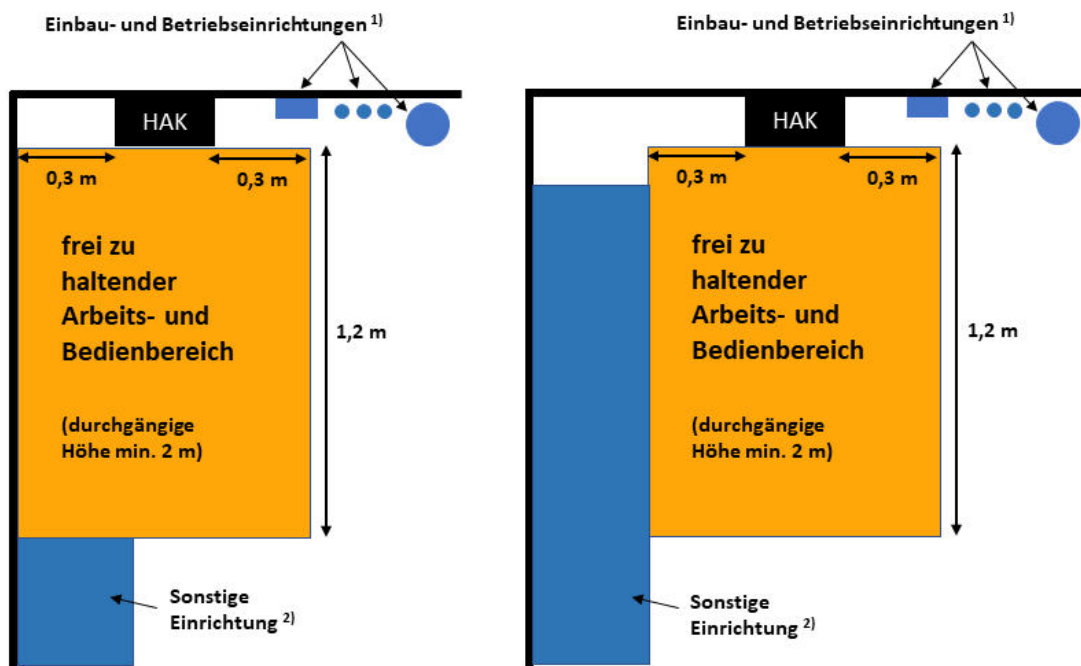 Einbau- und Betriebseinrichtungen 1)
HAK
0,3 m
0,3 m
frei zu
haltender
Arbeits- und
Bedienbereich
1,2 m
(durchgängige
Höhe min. 2 m)
Sonstige
Einrichtung 2)
Einbau- und Betriebseinrichtungen 1)
HAK
0,3 m
0,3 m
frei zu
haltender
Arbeits- und
Bedienbereich
1,2 m
(durchgängige
Höhe min. 2 m)
Sonstige
Einrichtung 2)